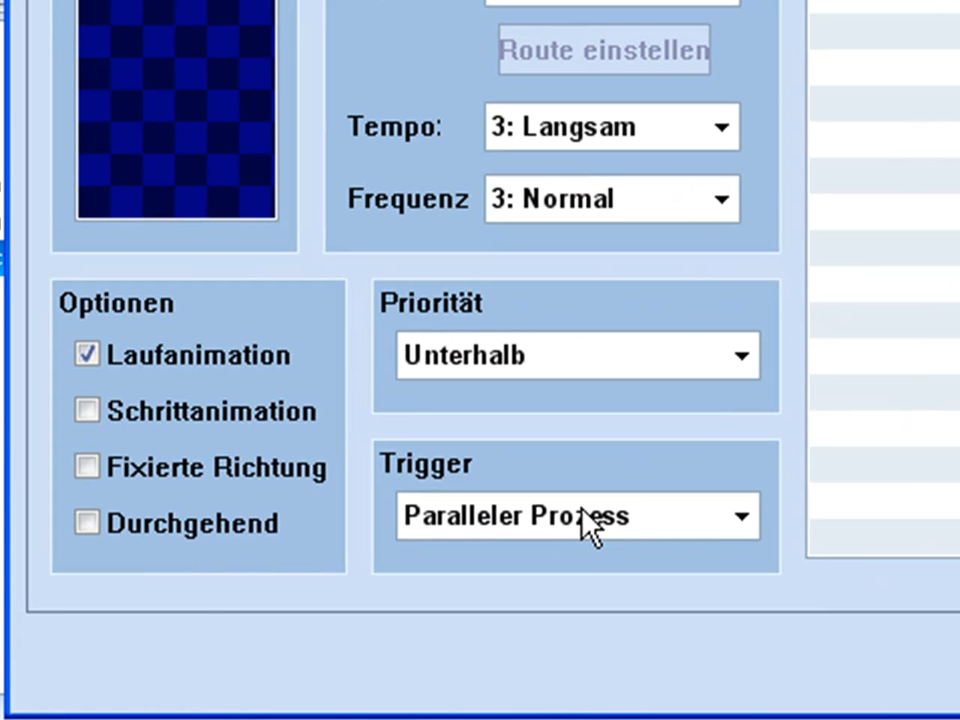 Route einstellen
Tempo: 3: Langsam
Frequenz 3: Normal
Optionen
Laufanimation
Schrittanimation
Fixierte Richtung
Durchgehend
Priorität
Unterhalb
Trigger
Paralleler Prozess